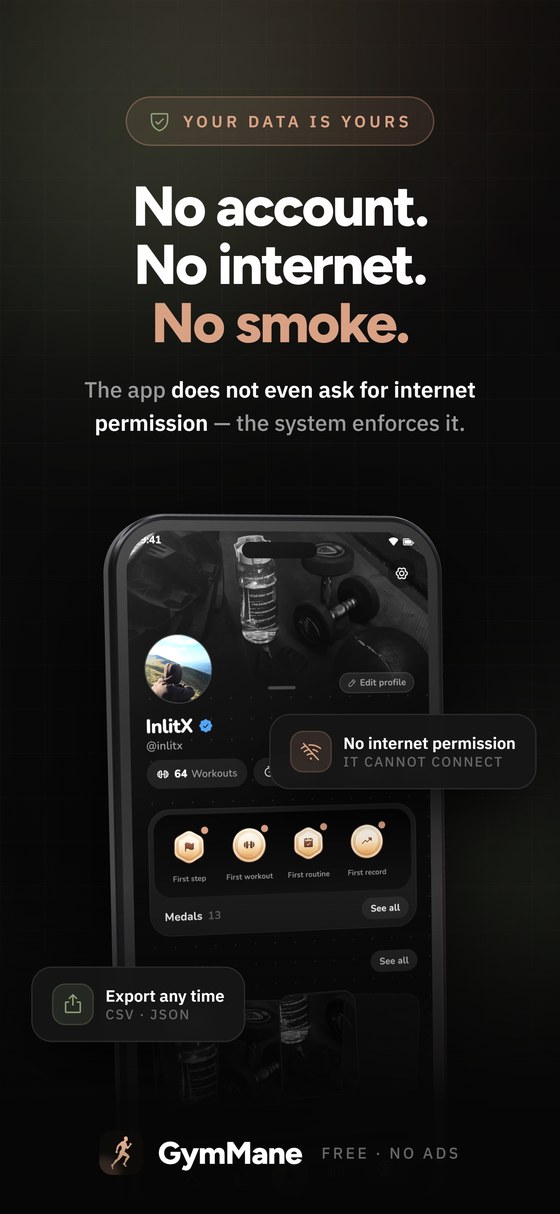 YOUR DATA IS YOURS
No account.
No internet.
No smoke.
The app does not even ask for internet
permission — the system enforces it.
9:41
Edit profile
InlitX
@inlitx
64 Workouts
No internet permission
IT CANNOT CONNECT
First step
First workout
First routine
First record
Medals 13
See all
See all
Export any time
CSV · JSON
GymMane
FREE · NO ADS